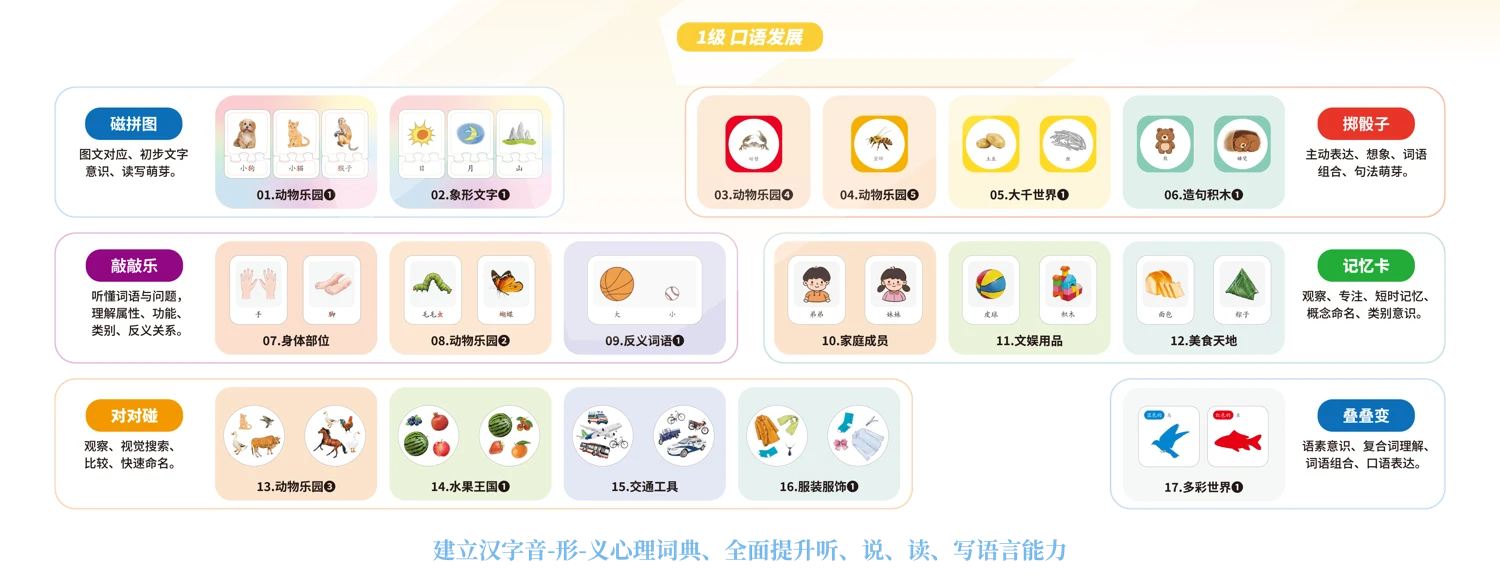 1级 口语发展
磁拼图
图文对应、初步文字
意识、读写萌芽。
小狗
小猫
猴子
01.动物乐园❶
日
月
山
02.象形文字❶
螃蟹
03.动物乐园❹
蜜蜂
04.动物乐园❺
土豆
05.大千世界❶
熊
睡觉
06.造句积木❶
掷骰子
主动表达、想象、词语
组合、句法萌芽。
敲敲乐
听懂词语与问题，
理解属性、功能、
类别、反义关系。
手
脚
07.身体部位
毛毛虫
蝴蝶
08.动物乐园❷
大
小
09.反义词语❶
弟弟
妹妹
10.家庭成员
皮球
积木
11.文娱用品
面包
粽子
12.美食天地
记忆卡
观察、专注、短时记忆、
概念命名、类别意识。
对对碰
观察、视觉搜索、
比较、快速命名。
13.动物乐园❸
14.水果王国❶
15.交通工具
16.服装服饰❶
蓝色的
红色的
17.多彩世界❶
叠叠变
语素意识、复合词理解、
词语组合、口语表达。
建立汉字音-形-义心理词典、全面提升听、说、读、写语言能力